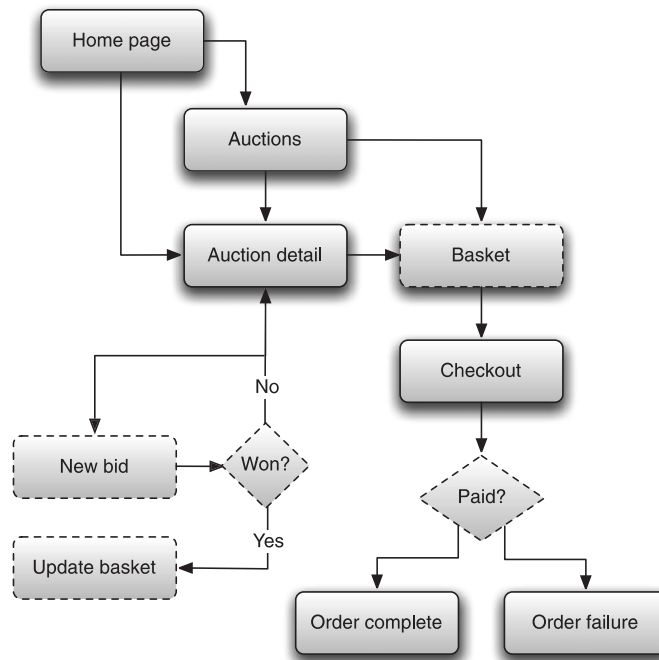 Home page
Auctions
Auction detail
Basket
Checkout
No
New bid
Won?
Paid?
Yes
Update basket
Order complete
Order failure